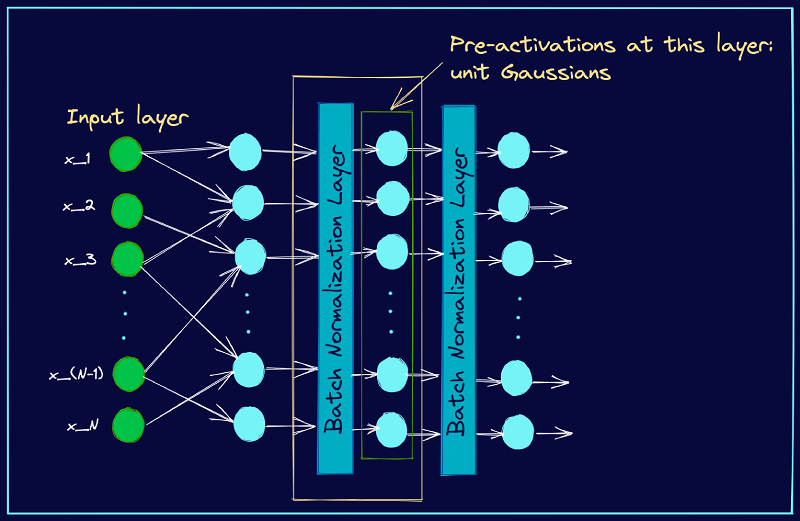 Pre-activations at this layer:
unit Gaussians
Input layer
x_1
x_2
x_3
x_(N-1)
x_N
Batch Normalization Layer
Batch Normalization Layer